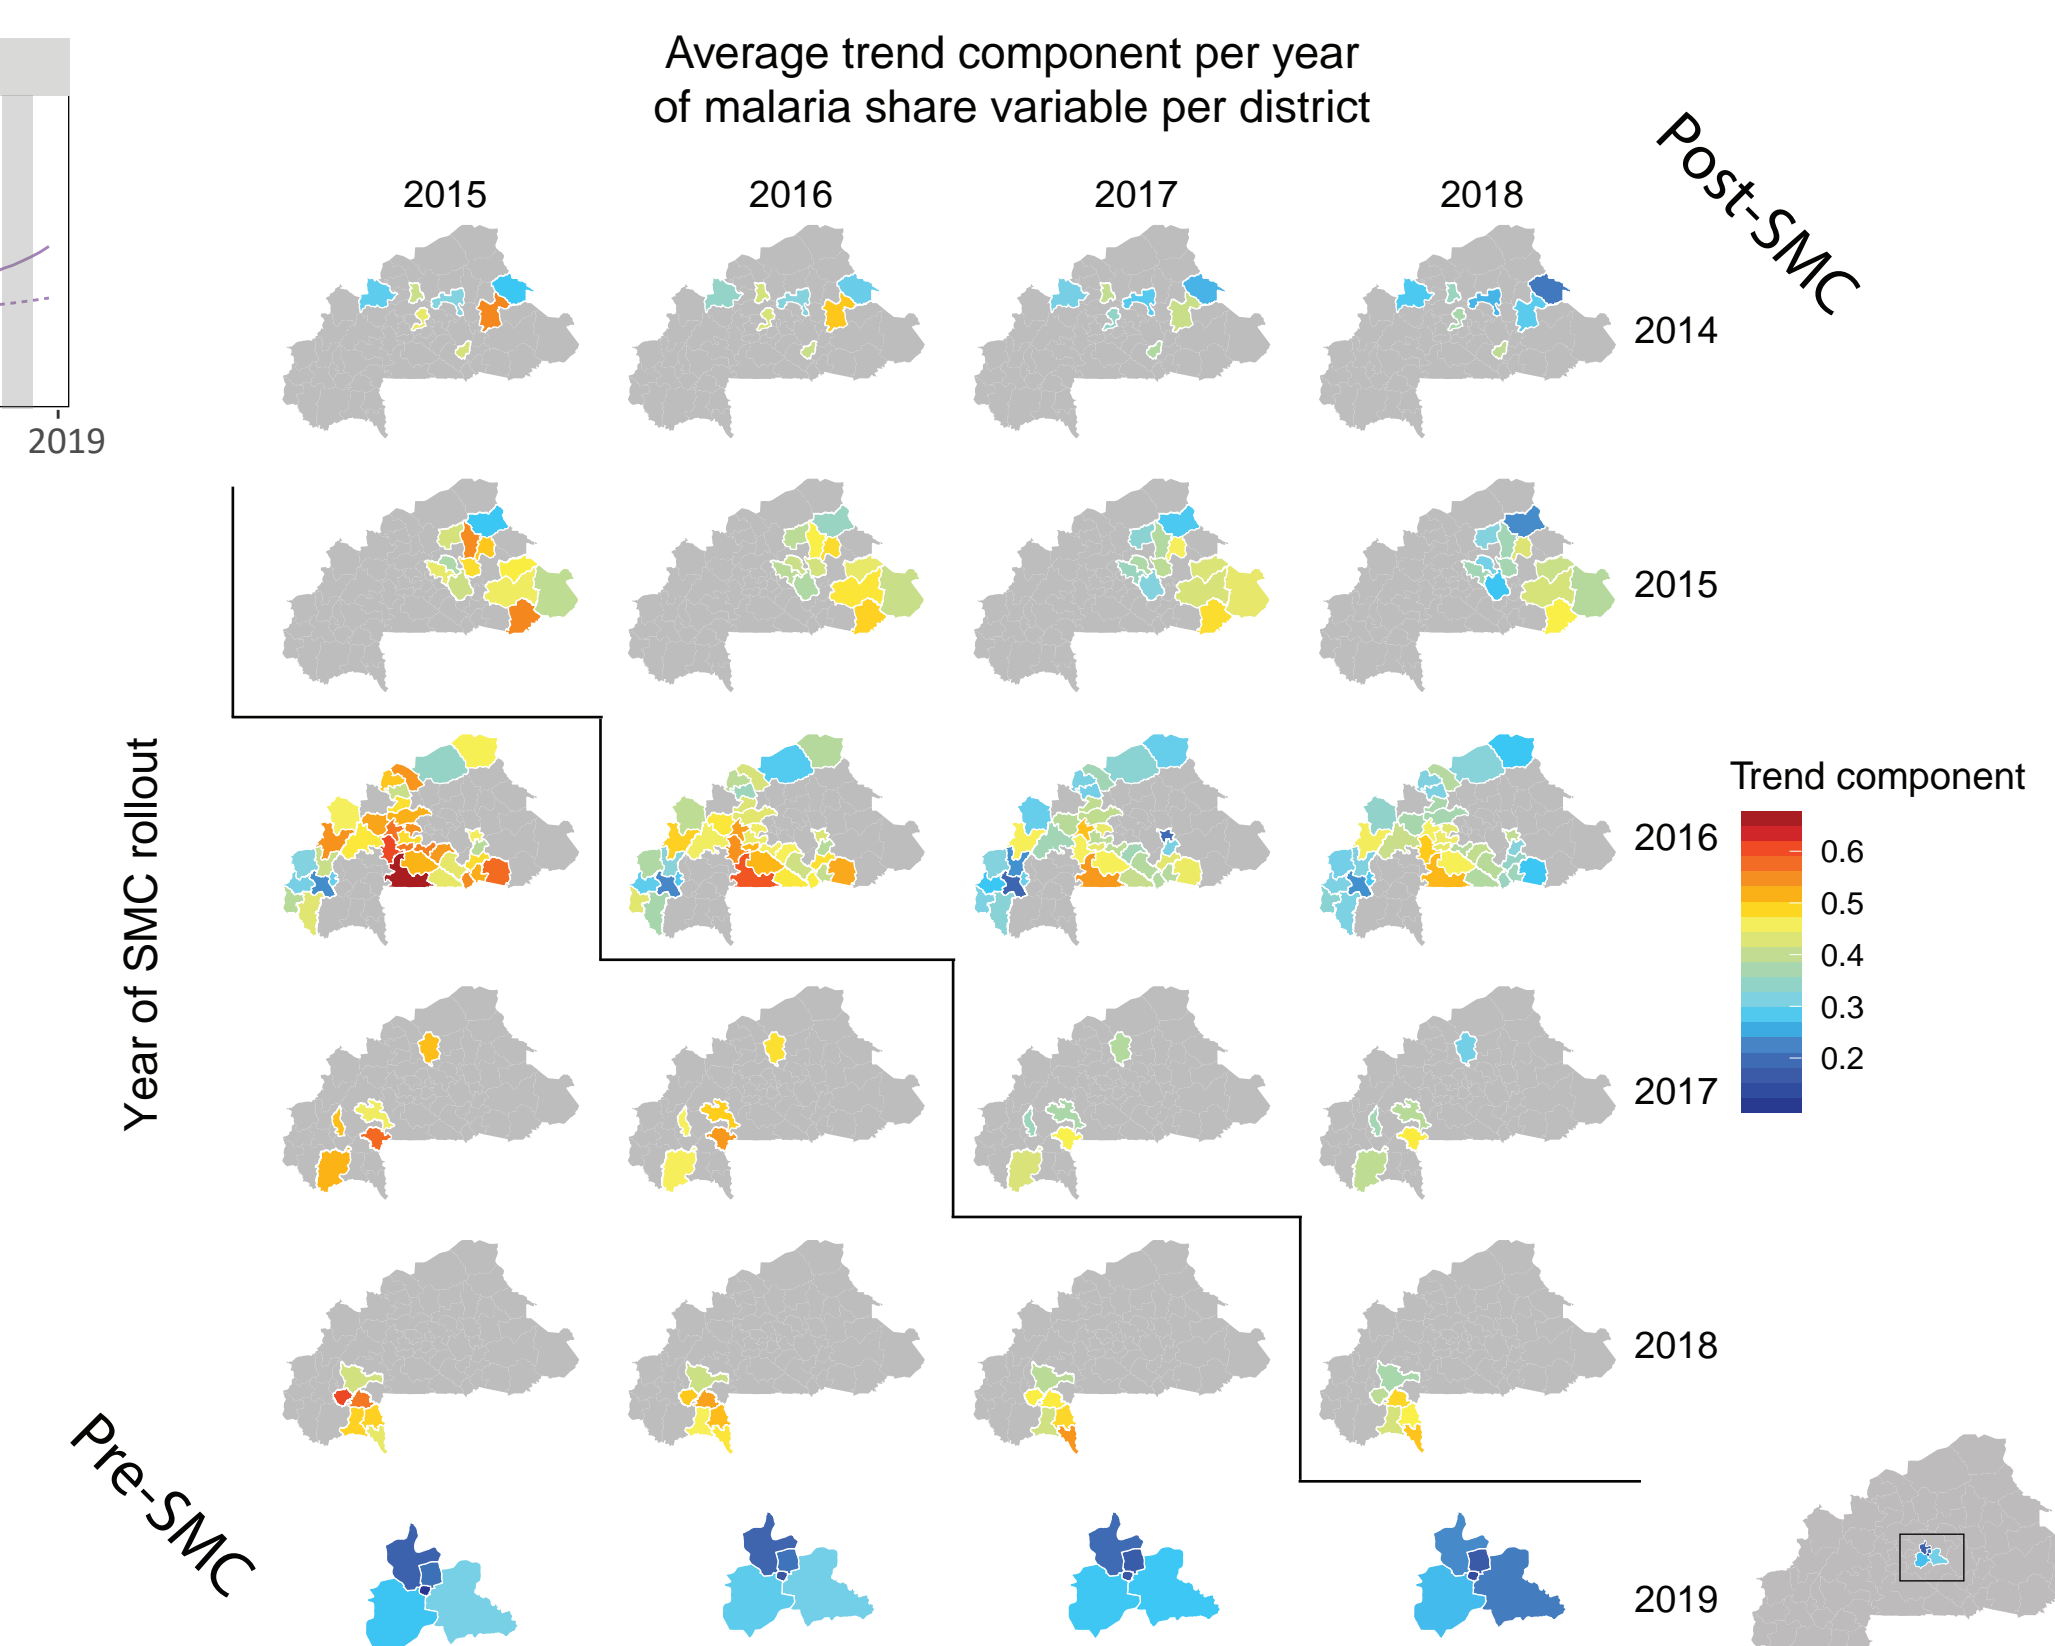 Average trend component per year
of malaria share variable per district
Post-SMC
2015
2016
2017
2018
2014
2019
2015
Year of SMC rollout
Trend component
2016
0.6
0.5
0.4
0.3
0.2
2017
2018
Pre-SMC
2019